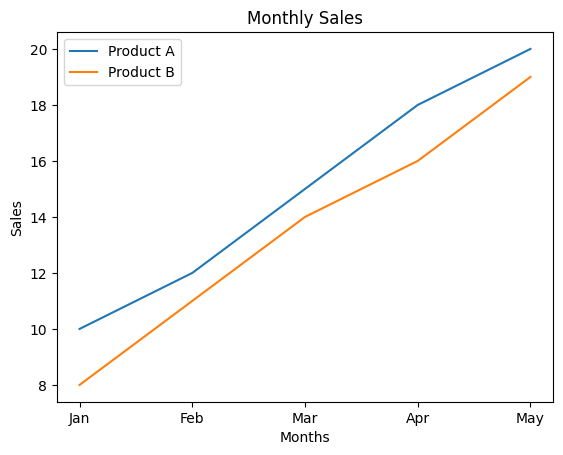 Monthly Sales
Product A
Product B
Sales
20
18
16
14
12
10
8
Jan Feb Mar Apr May
Months